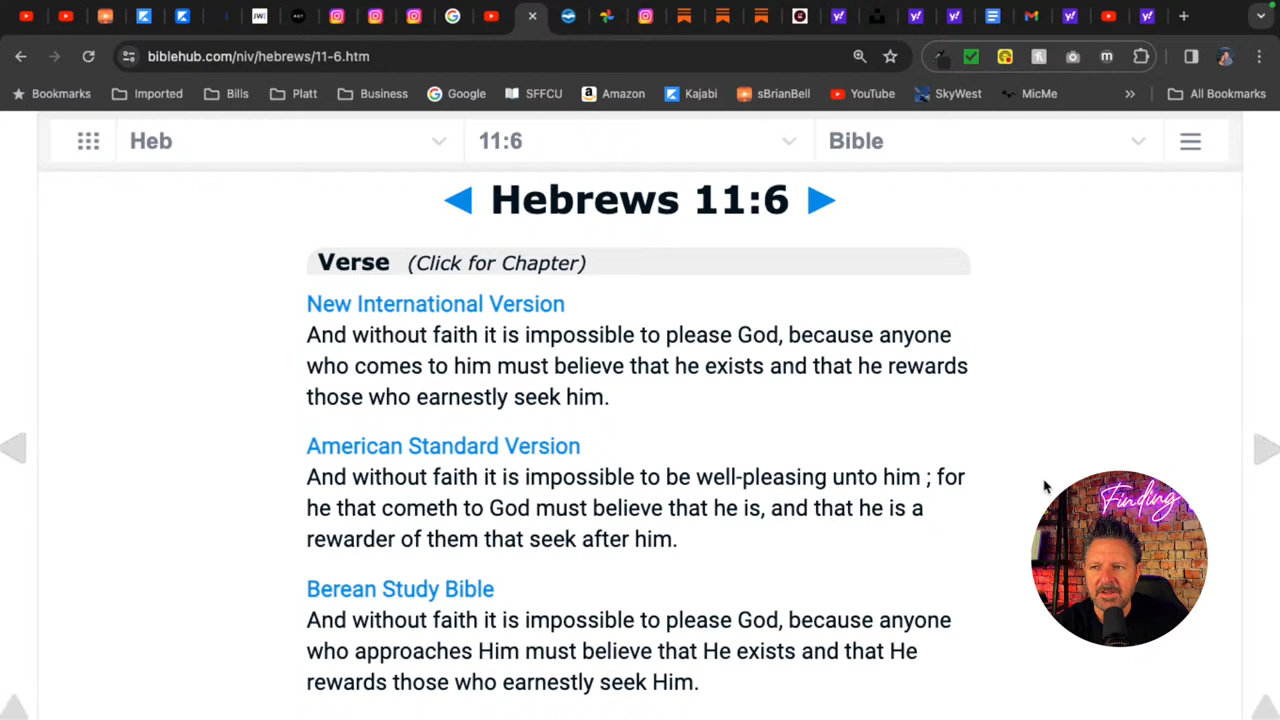 JW
biblehub.com/niv/hebrews/11-6.htm
m
Bookmarks Imported Bills Platt Business Google SFFCU Amazon Kajabi sBrianBell YouTube SkyWest MicMe » All Bookmarks
Heb 11:6 Bible
Hebrews 11:6
Verse (Click for Chapter)
New International Version
And without faith it is impossible to please God, because anyone
who comes to him must believe that he exists and that he rewards
those who earnestly seek him.
American Standard Version
And without faith it is impossible to be well-pleasing unto him ; for
he that cometh to God must believe that he is, and that he is a
rewarder of them that seek after him.
Finding
Berean Study Bible
And without faith it is impossible to please God, because anyone
who approaches Him must believe that He exists and that He
rewards those who earnestly seek Him.